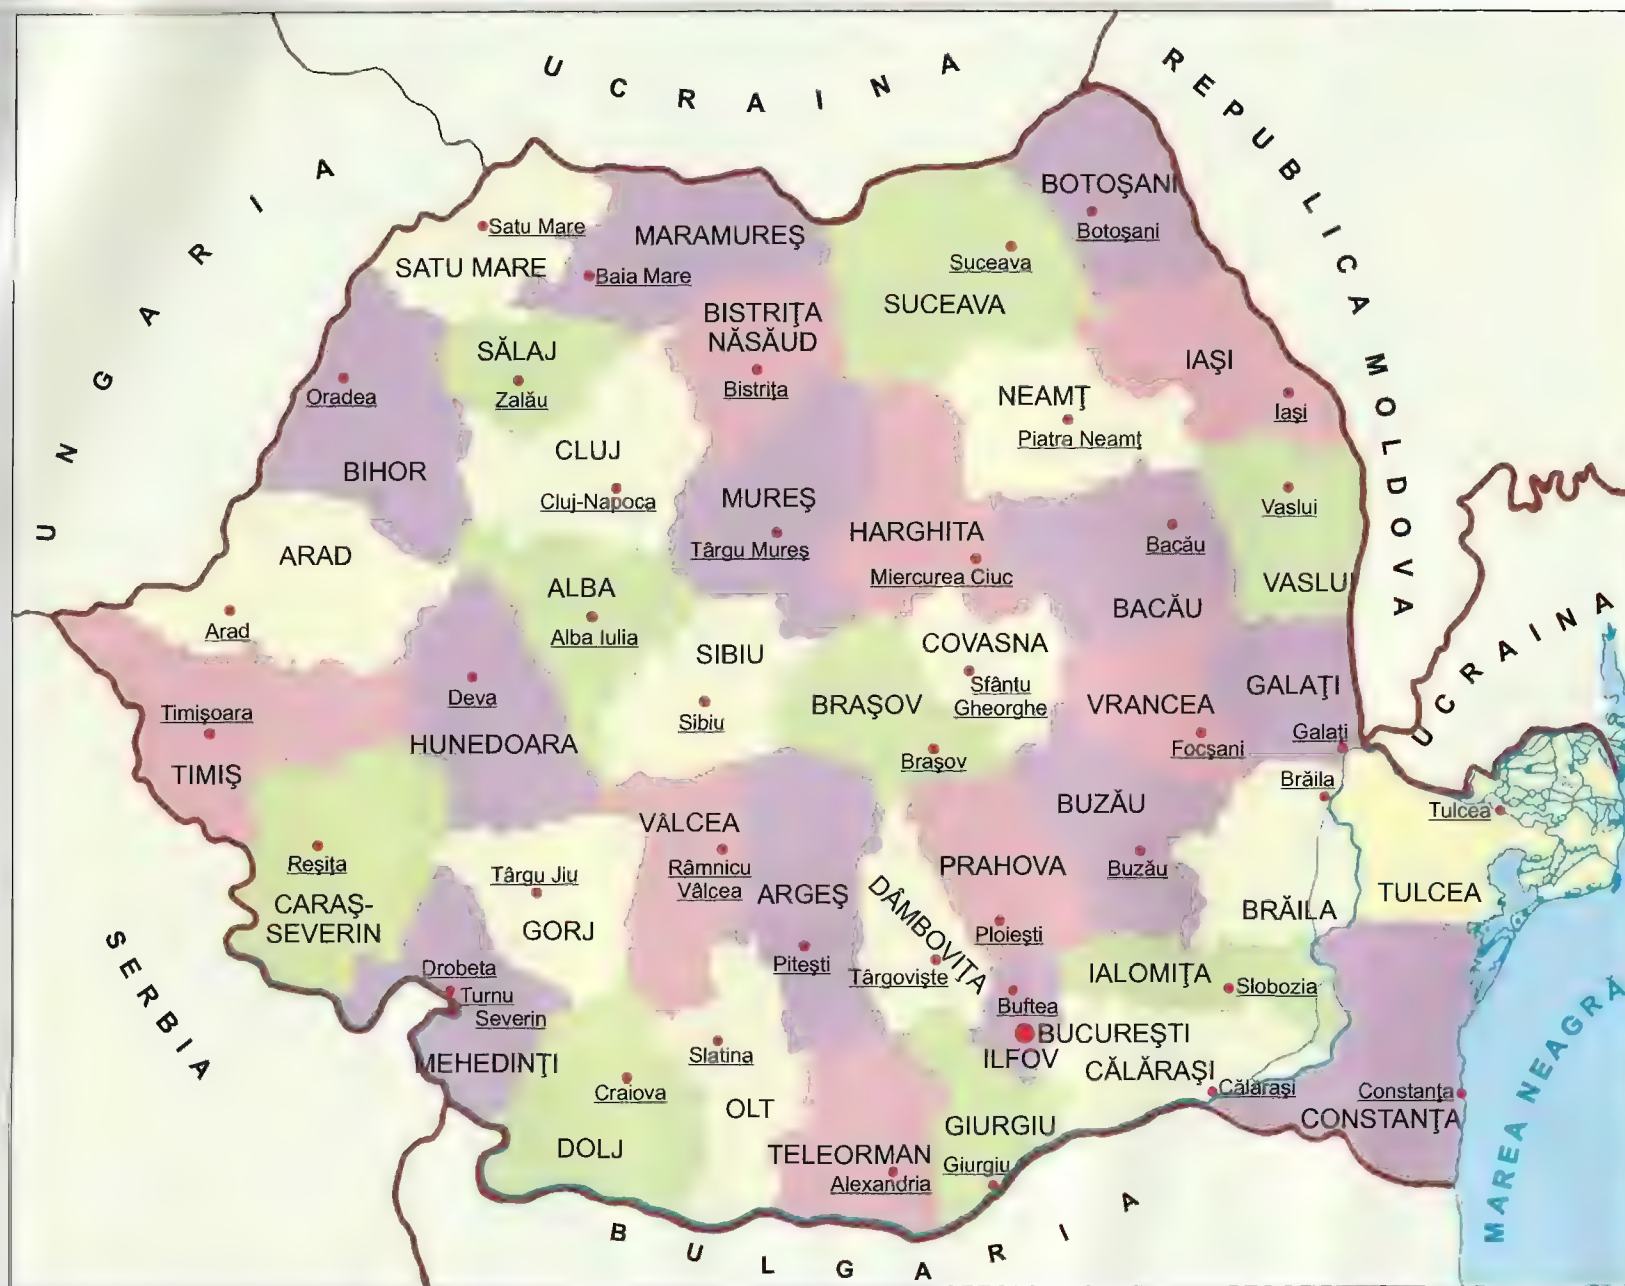 UCRAINA
REPUBLICA MOLDOVA
UNGARIA
BOTOŞANI
Botoşani
Satu Mare
SATU MARE
MARAMUREŞ
Baia Mare
Suceava
SUCEAVA
BISTRIŢA
NĂSĂUD
Bistriţa
SĂLAJ
Zalău
Oradea
BIHOR
IAŞI
Iaşi
NEAMŢ
Piatra Neamţ
CLUJ
Cluj-Napoca
MUREŞ
Târgu Mureş
HARGHITA
Miercurea Ciuc
Bacău
BACĂU
Vaslui
VASLUI
ARAD
Arad
ALBA
Alba Iulia
SIBIU
Sibiu
COVASNA
Sfântu
Gheorghe
BRAŞOV
Braşov
VRANCEA
Focşani
GALAŢI
Galaţi
UCRAINA
Timişoara
TIMIŞ
Deva
HUNEDOARA
Brăila
BRĂILA
Tulcea
TULCEA
BUZĂU
Buzău
Reşiţa
CARAŞ-
SEVERIN
Târgu Jiu
GORJ
VÂLCEA
Râmnicu
Vâlcea
ARGEŞ
Piteşti
DÂMBOVIŢA
Târgovişte
PRAHOVA
Ploieşti
Buftea
BUCUREŞTI
ILFOV
IALOMIŢA
Slobozia
CĂLĂRAŞI
Călăraşi
Constanţa
CONSTANŢA
MAREA NEAGRĂ
SERBIA
Drobeta
Turnu
Severin
MEHEDINŢI
Craiova
DOLJ
Slatina
OLT
TELEORMAN
Alexandria
GIURGIU
Giurgiu
BULGARIA